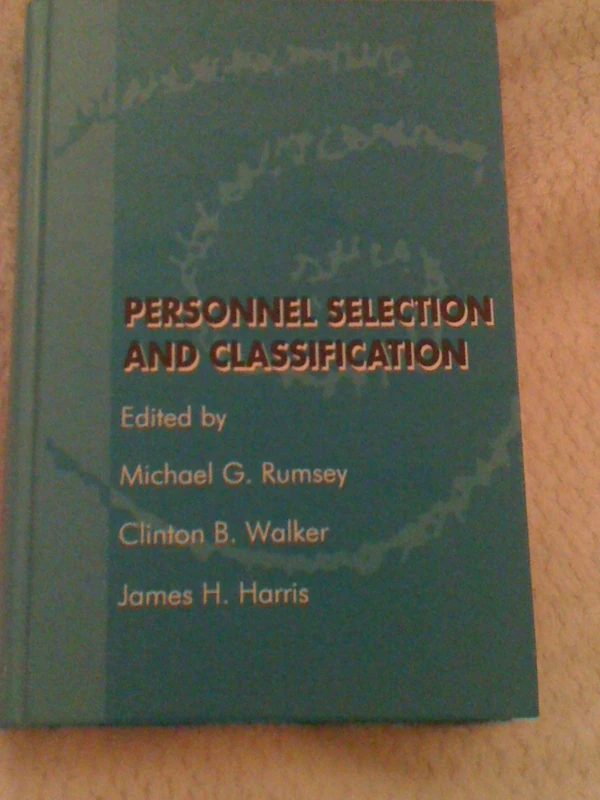 PERSONNEL SELECTION
AND CLASSIFICATION
Edited by
Michael G. Rumsey
Clinton B. Walker
James H. Harris